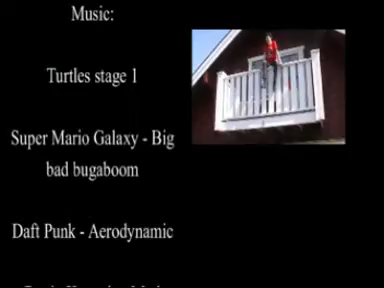 Music:
Turtles stage 1
Super Mario Galaxy - Big
bad bugaboom
Daft Punk - Aerodynamic